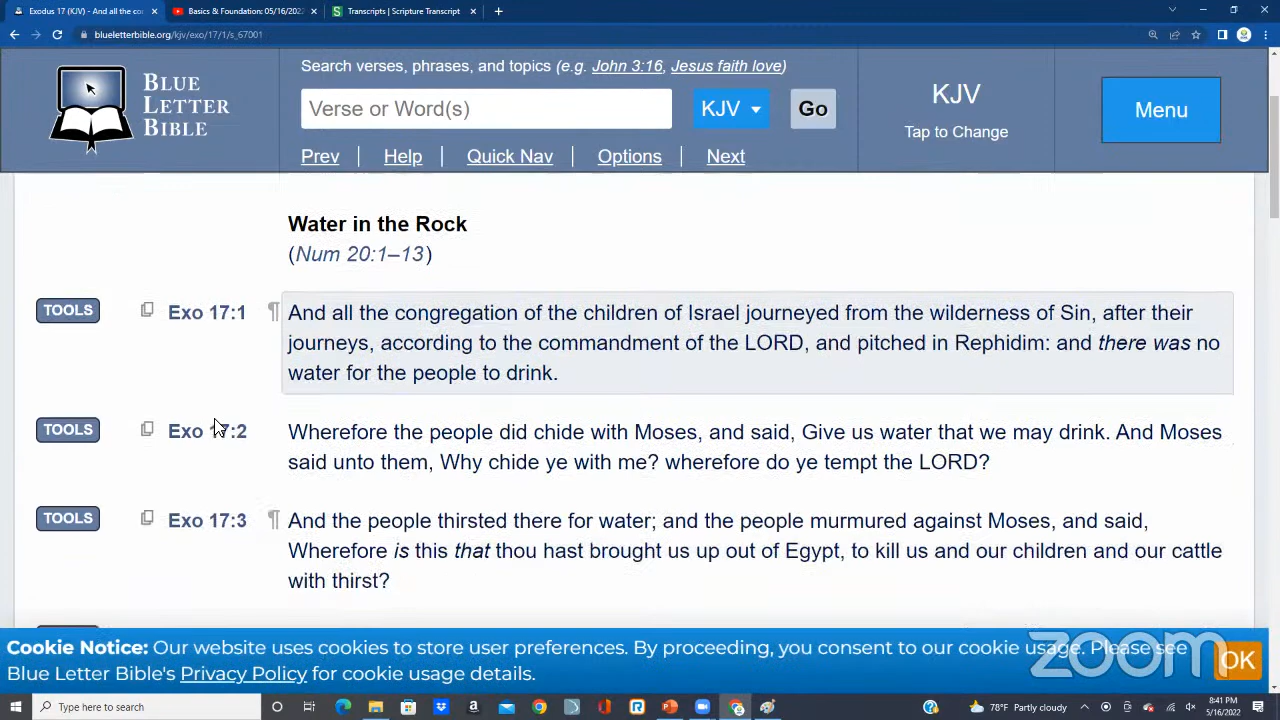 Exodus 17 (KJV) - And all the co
Basics & Foundation: 05/16/2022
Transcripts | Scripture Transcript
blueletterbible.org/kjv/exo/17/1/s_67001
BLUE
LETTER
BIBLE
Search verses, phrases, and topics (e.g. John 3:16, Jesus faith love)
Verse or Word(s) KJV Go
Prev Help Quick Nav Options Next
KJV
Tap to Change
Menu
Water in the Rock
(Num 20:1–13)
TOOLS Exo 17:1 ¶ And all the congregation of the children of Israel journeyed from the wilderness of Sin, after their
journeys, according to the commandment of the LORD, and pitched in Rephidim: and there was no
water for the people to drink.
TOOLS Exo 17:2 Wherefore the people did chide with Moses, and said, Give us water that we may drink. And Moses
said unto them, Why chide ye with me? wherefore do ye tempt the LORD?
TOOLS Exo 17:3 ¶ And the people thirsted there for water; and the people murmured against Moses, and said,
Wherefore is this that thou hast brought us up out of Egypt, to kill us and our children and our cattle
with thirst?
Cookie Notice: Our website uses cookies to store user preferences. By proceeding, you consent to our cookie usage. Please see
Blue Letter Bible's Privacy Policy for cookie usage details.
OK
zoom
Type here to search
78°F Partly cloudy
8:41 PM
5/16/2022